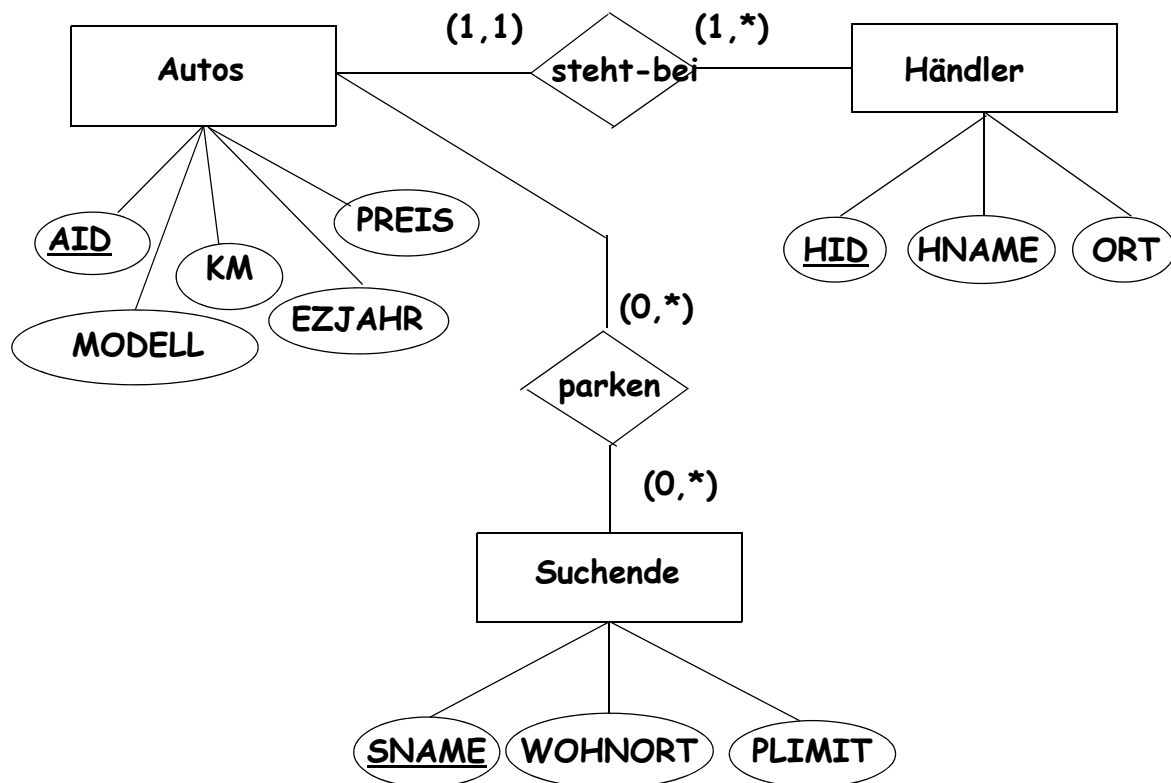 (1,1) (1,*)
Autos steht-bei Händler
PREIS
AID HID HNAME ORT
KM
EZJAHR
MODELL
(0,*)
parken
(0,*)
Suchende
SNAME WOHNORT PLIMIT